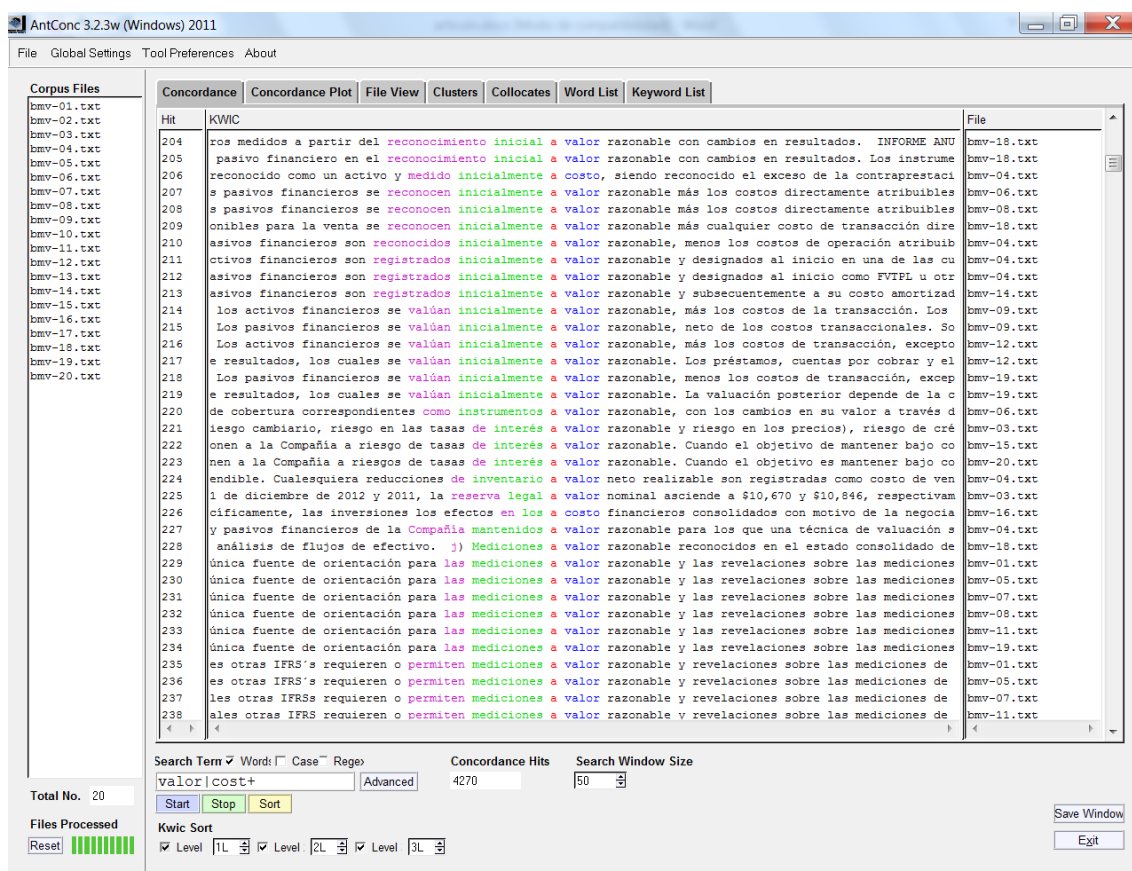 AntConc 3.2.3w (Windows) 2011
File Global Settings Tool Preferences About
Corpus Files
bmv-01.txt
bmv-02.txt
bmv-03.txt
bmv-04.txt
bmv-05.txt
bmv-06.txt
bmv-07.txt
bmv-08.txt
bmv-09.txt
bmv-10.txt
bmv-11.txt
bmv-12.txt
bmv-13.txt
bmv-14.txt
bmv-15.txt
bmv-16.txt
bmv-17.txt
bmv-18.txt
bmv-19.txt
bmv-20.txt
Total No. 20
Files Processed
Reset
Concordance Concordance Plot File View Clusters Collocates Word List Keyword List
Hit KWIC File
204 ros medidos a partir del reconocimiento inicial a valor razonable con cambios en resultados. INFORME ANU bmv-18.txt
205 pasivo financiero en el reconocimiento inicial a valor razonable con cambios en resultados. Los instrume bmv-18.txt
206 reconocido como un activo y medido inicialmente a costo, siendo reconocido el exceso de la contraprestaci bmv-04.txt
207 s pasivos financieros se reconocen inicialmente a valor razonable más los costos directamente atribuibles bmv-06.txt
208 s pasivos financieros se reconocen inicialmente a valor razonable más los costos directamente atribuibles bmv-08.txt
209 onibles para la venta se reconocen inicialmente a valor razonable más cualquier costo de transacción dire bmv-18.txt
210 asivos financieros son reconocidos inicialmente a valor razonable, menos los costos de operación atribuib bmv-04.txt
211 ctivos financieros son registrados inicialmente a valor razonable y designados al inicio en una de las cu bmv-04.txt
212 asivos financieros son registrados inicialmente a valor razonable y designados al inicio como FVTPL u otr bmv-04.txt
213 asivos financieros son registrados inicialmente a valor razonable y subsecuentemente a su costo amortizad bmv-14.txt
214 los activos financieros se valúan inicialmente a valor razonable, más los costos de la transacción. Los bmv-09.txt
215 Los pasivos financieros se valúan inicialmente a valor razonable, neto de los costos transaccionales. So bmv-09.txt
216 Los activos financieros se valúan inicialmente a valor razonable, más los costos de transacción, excepto bmv-12.txt
217 e resultados, los cuales se valúan inicialmente a valor razonable. Los préstamos, cuentas por cobrar y el bmv-12.txt
218 Los pasivos financieros se valúan inicialmente a valor razonable, menos los costos de transacción, excep bmv-19.txt
219 e resultados, los cuales se valúan inicialmente a valor razonable. La valuación posterior depende de la c bmv-19.txt
220 de cobertura correspondientes como instrumentos a valor razonable, con los cambios en su valor a través d bmv-06.txt
221 iesgo cambiario, riesgo en las tasas de interés a valor razonable y riesgo en los precios), riesgo de cré bmv-03.txt
222 onen a la Compañía a riesgo de tasas de interés a valor razonable. Cuando el objetivo de mantener bajo co bmv-15.txt
223 nen a la Compañía a riesgos de tasas de interés a valor razonable. Cuando el objetivo es mantener bajo co bmv-20.txt
224 endible. Cualesquiera reducciones de inventario a valor neto realizable son registradas como costo de ven bmv-04.txt
225 1 de diciembre de 2012 y 2011, la reserva legal a valor nominal asciende a $10,670 y $10,846, respectivam bmv-03.txt
226 cíficamente, las inversiones los efectos en los a costo financieros consolidados con motivo de la negocia bmv-16.txt
227 y pasivos financieros de la Compañía mantenidos a valor razonable para los que una técnica de valuación s bmv-04.txt
228 análisis de flujos de efectivo. j) Mediciones a valor razonable reconocidos en el estado consolidado de bmv-18.txt
229 única fuente de orientación para las mediciones a valor razonable y las revelaciones sobre las mediciones bmv-01.txt
230 única fuente de orientación para las mediciones a valor razonable y las revelaciones sobre las mediciones bmv-05.txt
231 única fuente de orientación para las mediciones a valor razonable y las revelaciones sobre las mediciones bmv-07.txt
232 única fuente de orientación para las mediciones a valor razonable y las revelaciones sobre las mediciones bmv-08.txt
233 única fuente de orientación para las mediciones a valor razonable y las revelaciones sobre las mediciones bmv-11.txt
234 única fuente de orientación para las mediciones a valor razonable y las revelaciones sobre las mediciones bmv-19.txt
235 es otras IFRS´s requieren o permiten mediciones a valor razonable y revelaciones sobre las mediciones de bmv-01.txt
236 es otras IFRS´s requieren o permiten mediciones a valor razonable y revelaciones sobre las mediciones de bmv-05.txt
237 les otras IFRSs requieren o permiten mediciones a valor razonable y revelaciones sobre las mediciones de bmv-07.txt
238 ales otras IFRS requieren o permiten mediciones a valor razonable y revelaciones sobre las mediciones de bmv-11.txt
Search Term Words Case Regex Concordance Hits Search Window Size
valor|cost+ Advanced 4270 50
Start Stop Sort
Kwic Sort
Level 1L Level 2L Level 3L
Save Window
Exit